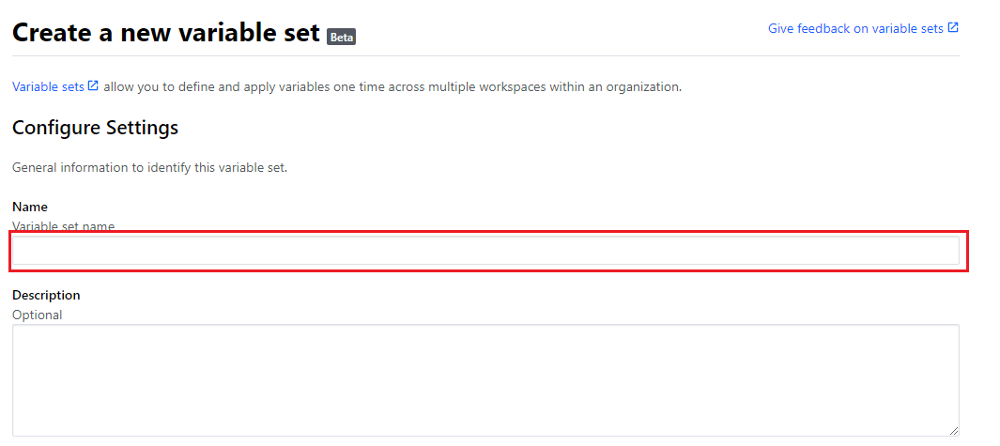 Create a new variable set Beta
Give feedback on variable sets
Variable sets allow you to define and apply variables one time across multiple workspaces within an organization.
Configure Settings
General information to identify this variable set.
Name
Variable set name
Description
Optional